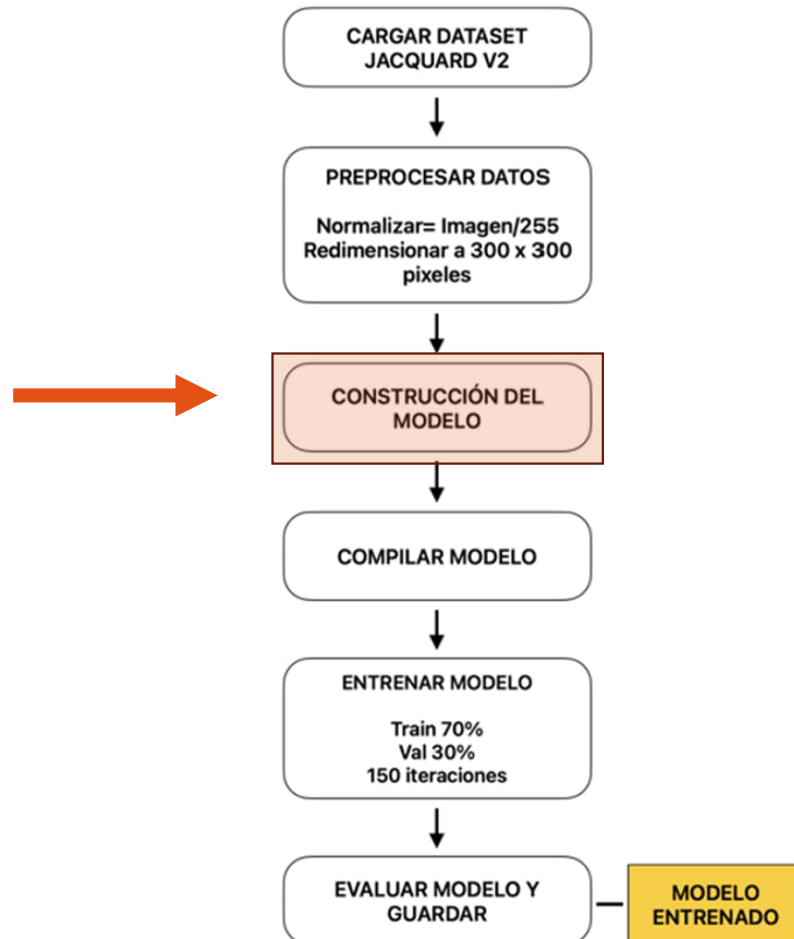 CARGAR DATASET
JACQUARD V2
PREPROCESAR DATOS
Normalizar= Imagen/255
Redimensionar a 300 x 300
pixeles
CONSTRUCCIÓN DEL
MODELO
COMPILAR MODELO
ENTRENAR MODELO
Train 70%
Val 30%
150 iteraciones
EVALUAR MODELO Y
GUARDAR
MODELO
ENTRENADO